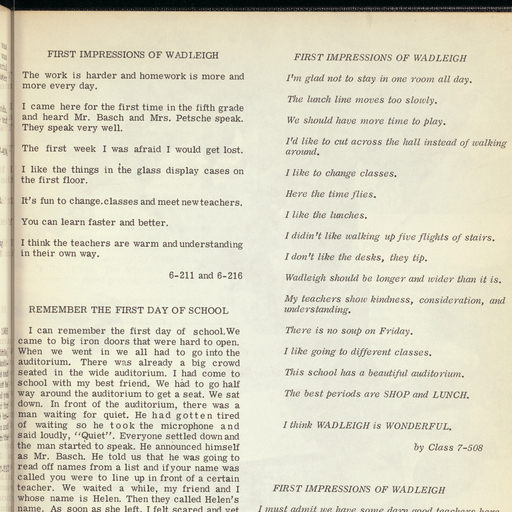 FIRST IMPRESSIONS OF WADLEIGH
The work is harder and homework is more and
more every day.
I came here for the first time in the fifth grade
and heard Mr. Basch and Mrs. Petsche speak.
They speak very well.
The first week I was afraid I would get lost.
I like the things in the glass display cases on
the first floor.
It's fun to change.classes and meet new teachers.
You can learn faster and better.
I think the teachers are warm and understanding
in their own way.
6-211 and 6-216
REMEMBER THE FIRST DAY OF SCHOOL
I can remember the first day of school.We
came to big iron doors that were hard to open.
When we went in we all had to go into the
auditorium. There was already a big crowd
seated in the wide auditorium. I had come to
school with my best friend. We had to go half
way around the auditorium to get a seat. We sat
down. In front of the auditorium, there was a
man waiting for quiet. He had gotten tired
of waiting so he took the microphone and
said loudly, "Quiet". Everyone settled down and
the man started to speak. He announced himself
as Mr. Basch. He told us that he was going to
read off names from a list and if your name was
called you were to line up in front of a certain
teacher. We waited a while, my friend and I
whose name is Helen. Then they called Helen's
name. As soon as she left, I felt scared and yet
FIRST IMPRESSIONS OF WADLEIGH
I'm glad not to stay in one room all day.
The lunch line moves too slowly.
We should have more time to play.
I'd like to cut across the hall instead of walking
around.
I like to change classes.
Here the time flies.
I like the lunches.
I didin't like walking up five flights of stairs.
I don't like the desks, they tip.
Wadleigh should be longer and wider than it is.
My teachers show kindness, consideration, and
understanding.
There is no soup on Friday.
I like going to different classes.
This school has a beautiful auditorium.
The best periods are SHOP and LUNCH.
I think WADLEIGH is WONDERFUL.
by Class 7-508
FIRST IMPRESSIONS OF WADLEIGH
I must admit we have some darn good teachers here